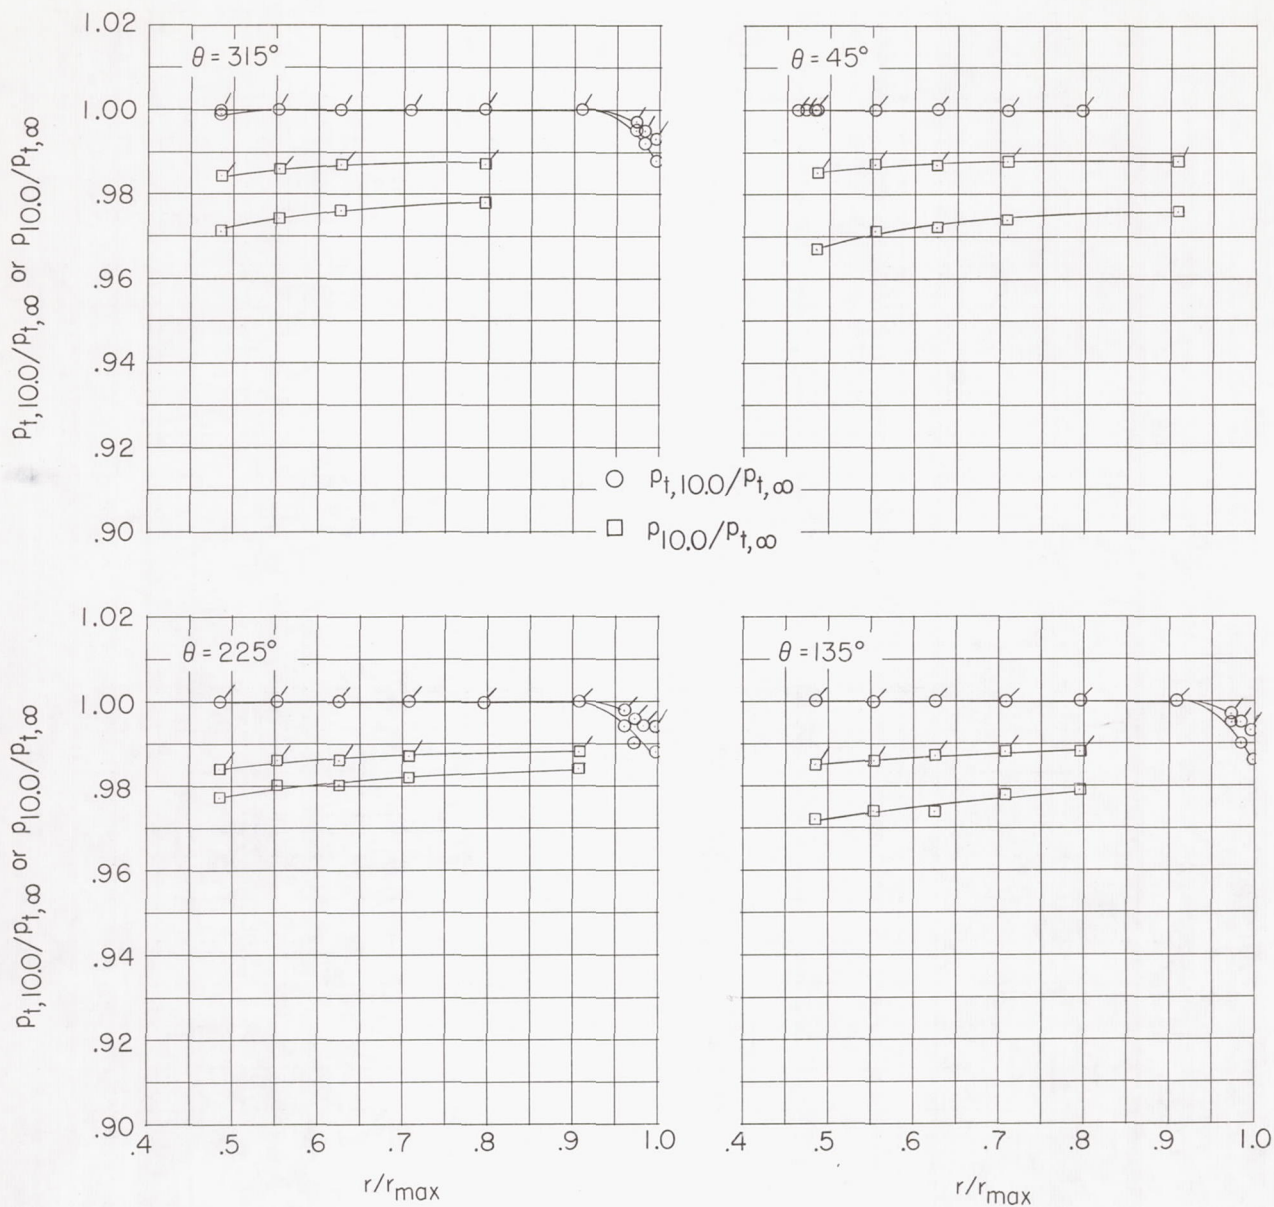 p_t,10.0/p_t,∞ or p_10.0/p_t,∞
1.02
1.00
.98
.96
.94
.92
.90
θ = 315°
θ = 45°
○ p_t,10.0/p_t,∞
□ p_10.0/p_t,∞
p_t,10.0/p_t,∞ or p_10.0/p_t,∞
1.02
1.00
.98
.96
.94
.92
.90
θ = 225°
θ = 135°
.4 .5 .6 .7 .8 .9 1.0
.4 .5 .6 .7 .8 .9 1.0
r/r_max
r/r_max